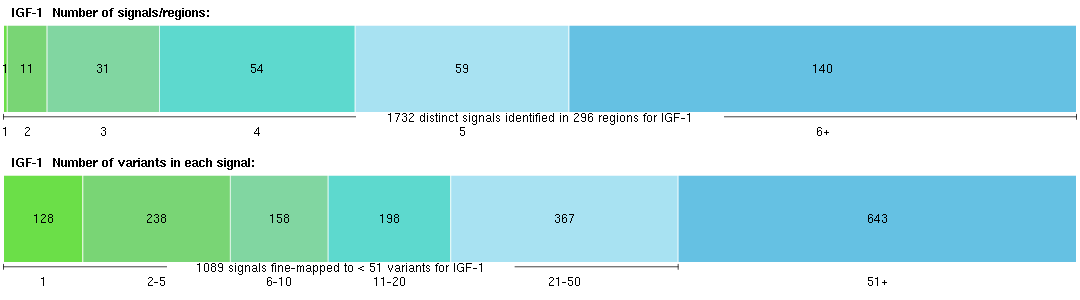 IGF-1 Number of signals/regions:
1 11 31 54 59 140
1732 distinct signals identified in 296 regions for IGF-1
1 2 3 4 5 6+
IGF-1 Number of variants in each signal:
128 238 158 198 367 643
1089 signals fine-mapped to < 51 variants for IGF-1
1 2-5 6-10 11-20 21-50 51+